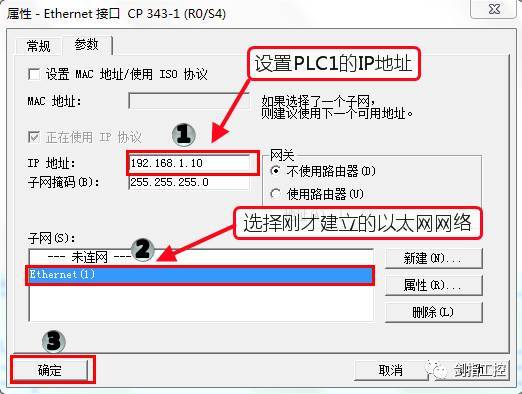 属性 - Ethernet 接口 CP 343-1 (R0/S4)
常规 参数
设置 MAC 地址/使用 ISO 协议
设置PLC1的IP地址
MAC 地址:
如果选择了一个子网,
则建议使用下一个可用地址。
正在使用 IP 协议
1
IP 地址: 192.168.1.10
子网掩码(B): 255.255.255.0
网关
不使用路由器(D)
使用路由器(U)
选择刚才建立的以太网网络
子网(S):
2
--- 未连网 ---
Ethernet(1)
新建(N)...
属性(R)...
删除(L)
3
确定
取消
剑指工控